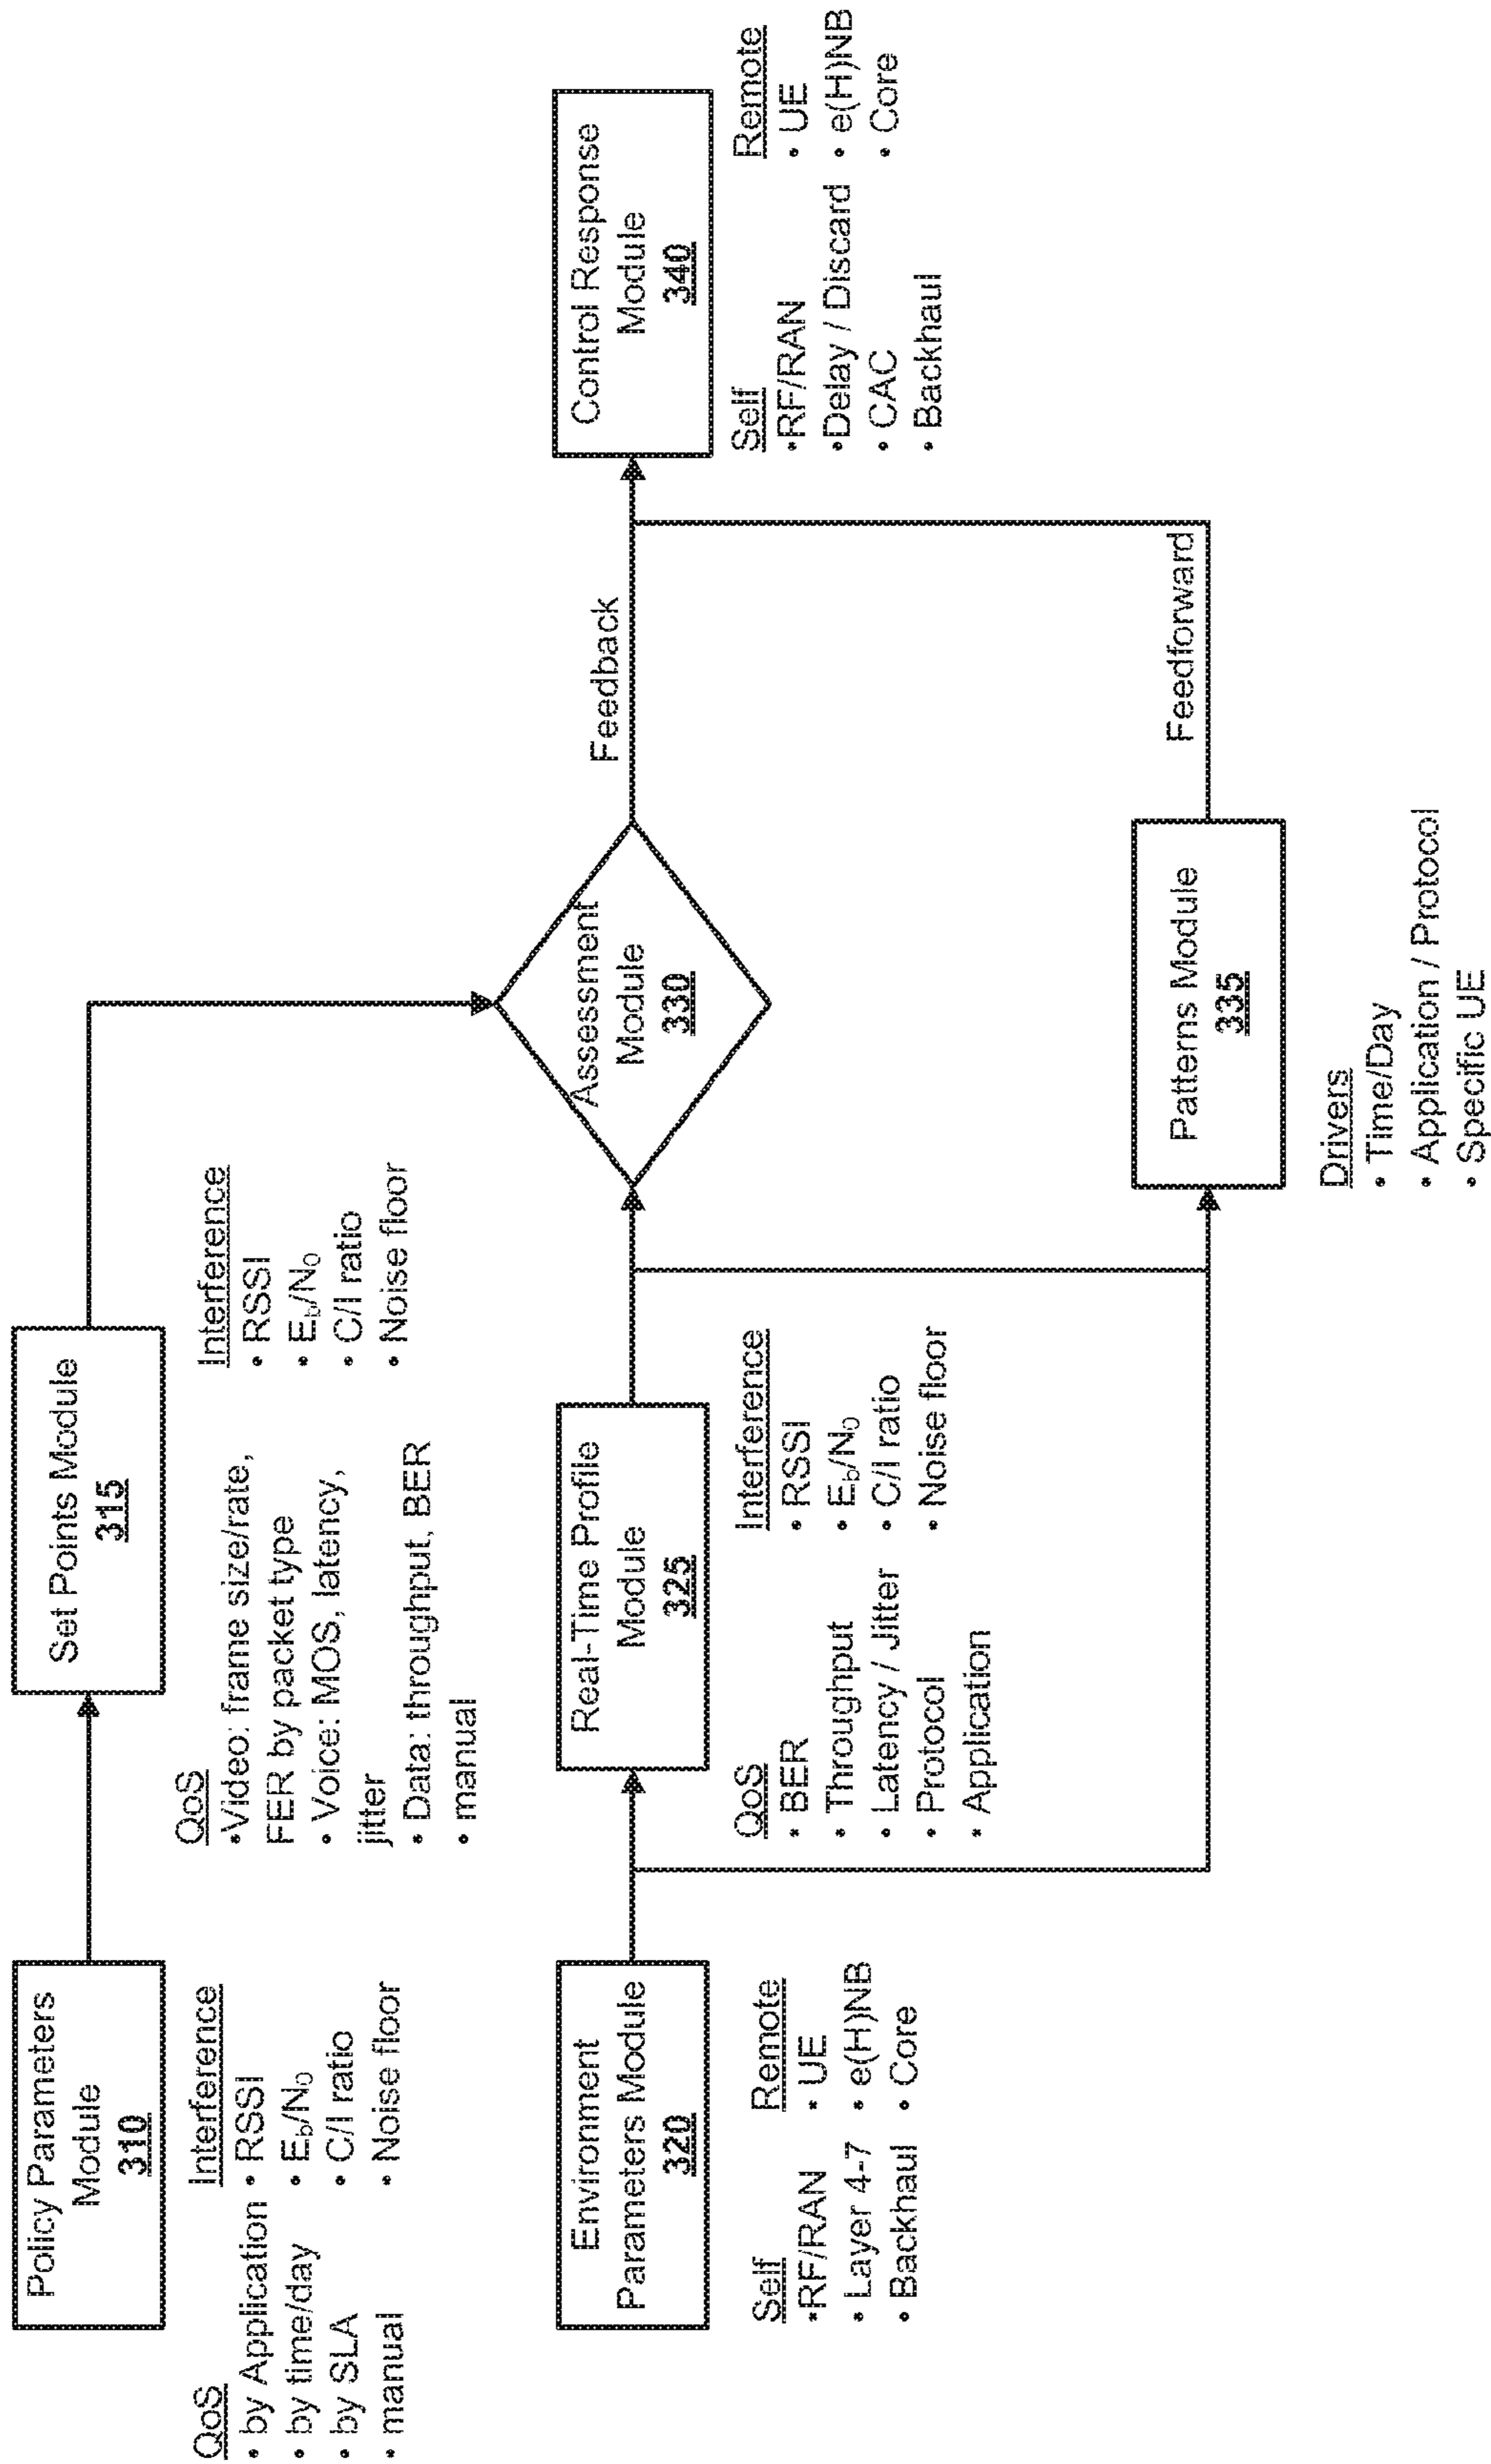 Policy Parameters
Module
310
QoS
• by Application
• by time/day
• by SLA
• manual
Interference
• RSSI
• Eb/N0
• C/I ratio
• Noise floor
Set Points Module
315
QoS
•Video: frame size/rate,
FER by packet type
• Voice: MOS, latency,
jitter
• Data: throughput, BER
• manual
Interference
• RSSI
• Eb/N0
• C/I ratio
• Noise floor
Environment
Parameters Module
320
Self
•RF/RAN
• Layer 4-7
• Backhaul
Remote
• UE
• e(H)NB
• Core
Real-Time Profile
Module
325
QoS
• BER
• Throughput
• Latency / Jitter
• Protocol
• Application
Interference
• RSSI
• Eb/N0
• C/I ratio
• Noise floor
Assessment
Module
330
Feedback
Patterns Module
335
Drivers
• Time/Day
• Application / Protocol
• Specific UE
Feedforward
Control Response
Module
340
Self
•RF/RAN
•Delay / Discard
• CAC
• Backhaul
Remote
• UE
• e(H)NB
• Core